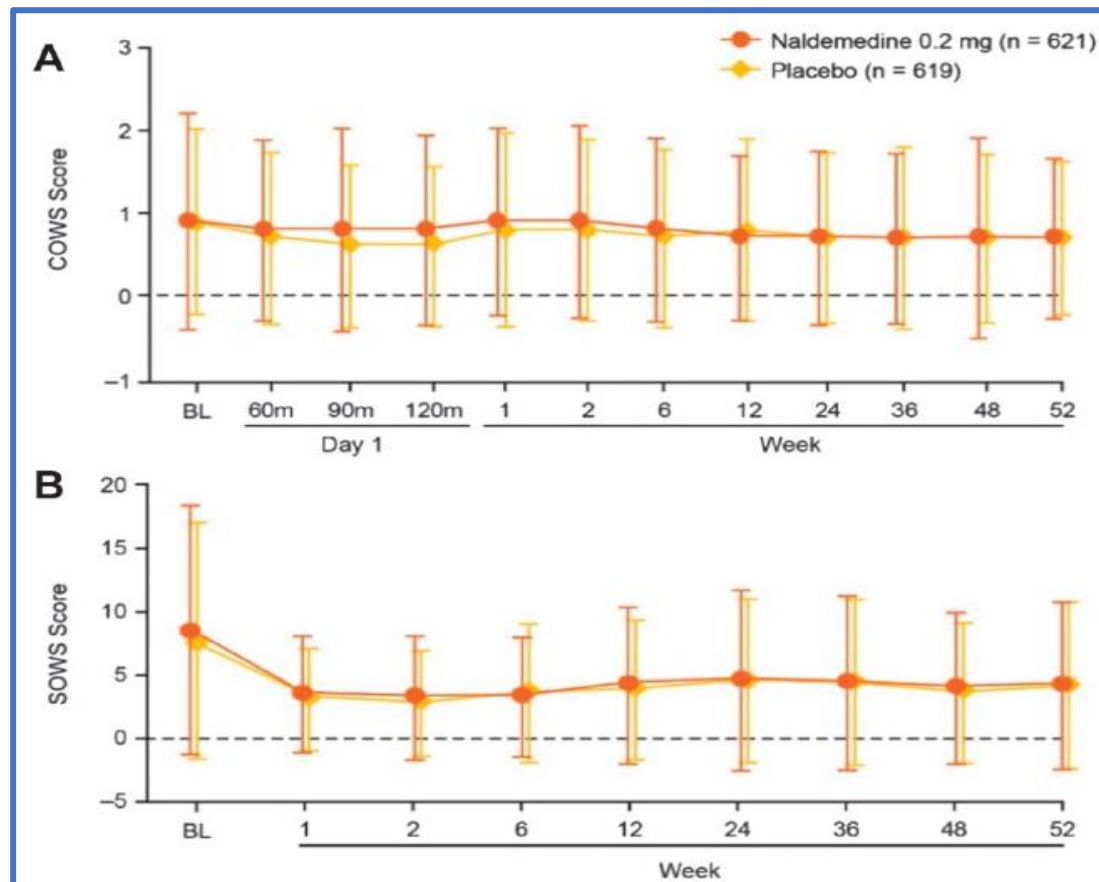 A
Naldemedine 0.2 mg (n = 621)
Placebo (n = 619)
COWS Score
3
2
1
0
–1
BL 60m 90m 120m 1 2 6 12 24 36 48 52
Day 1 Week
B
SOWS Score
20
15
10
5
0
–5
BL 1 2 6 12 24 36 48 52
Week